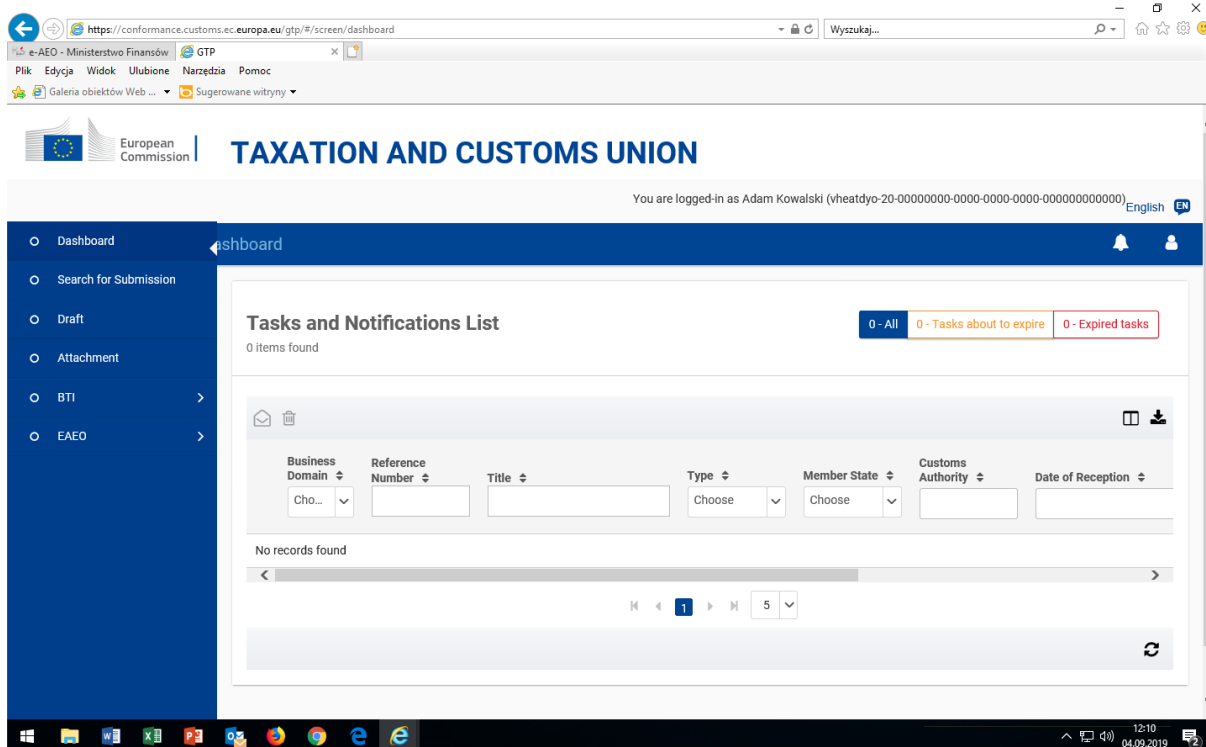 https://conformance.customs.ec.europa.eu/gtp/#/screen/dashboard
Wyszukaj...
e-AEO - Ministerstwo Finansów
GTP
Plik Edycja Widok Ulubione Narzędzia Pomoc
Galeria obiektów Web ...
Sugerowane witryny
European
Commission
TAXATION AND CUSTOMS UNION
You are logged-in as Adam Kowalski (vheatdyo-20-00000000-0000-0000-0000-000000000000)
English EN
Dashboard
ashboard
Search for Submission
Draft
Attachment
BTI
EAEO
Tasks and Notifications List
0 items found
0 - All
0 - Tasks about to expire
0 - Expired tasks
Business
Domain
Reference
Number
Title
Type
Member State
Customs
Authority
Date of Reception
Cho...
Choose
Choose
No records found
1
5
12:10
04.09.2019
2